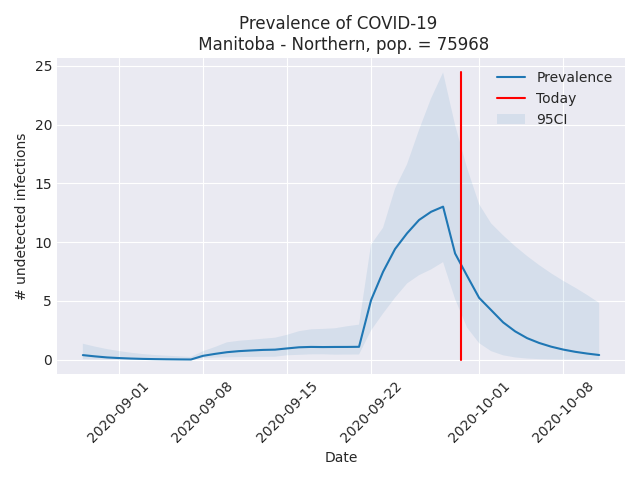 Prevalence of COVID-19
Manitoba - Northern, pop. = 75968
25
20
15
10
5
0
# undetected infections
Prevalence
Today
95CI
2020-09-01
2020-09-08
2020-09-15
2020-09-22
2020-10-01
2020-10-08
Date